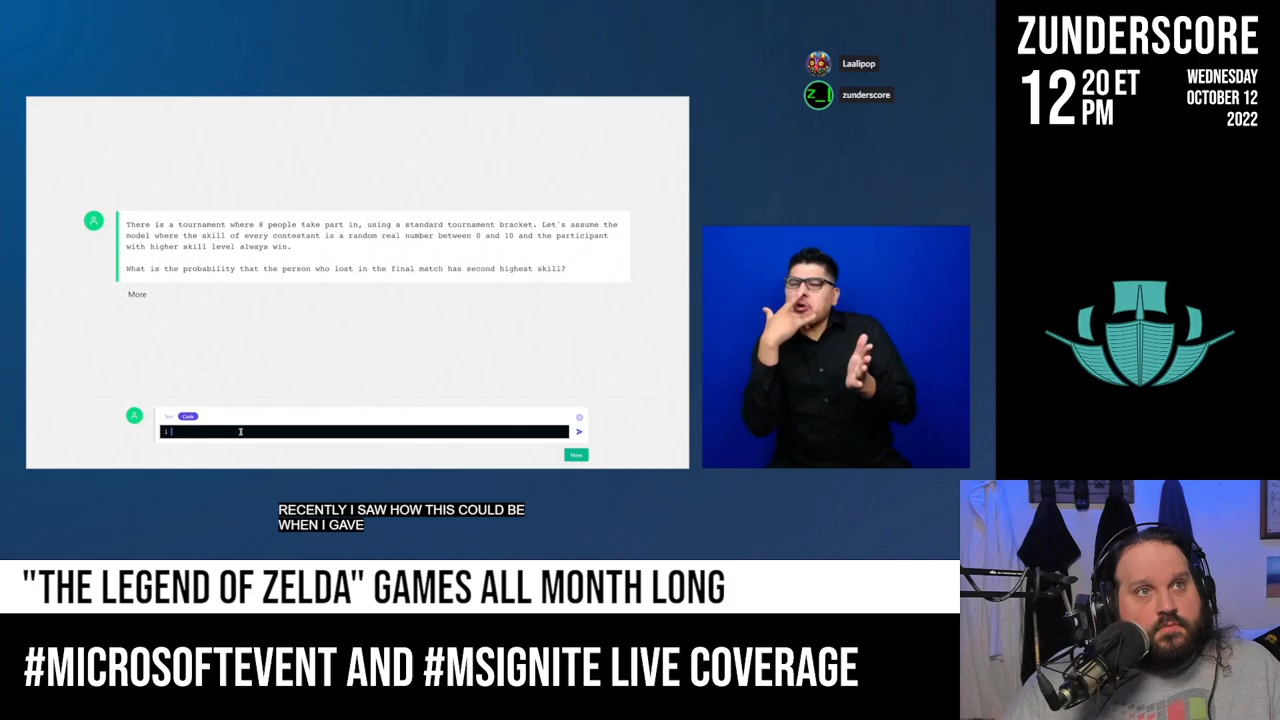 Laalipop
zunderscore
There is a tournament where 8 people take part in, using a standard tournament bracket. Let's assume the
model where the skill of every contestant is a random real number between 0 and 10 and the participant
with higher skill level always win.
What is the probability that the person who lost in the final match has second highest skill?
More
Text Code
1
New
RECENTLY I SAW HOW THIS COULD BE
WHEN I GAVE
"THE LEGEND OF ZELDA" GAMES ALL MONTH LONG
#MICROSOFTEVENT AND #MSIGNITE LIVE COVERAGE
ZUNDERSCORE
12 20 ET
PM
WEDNESDAY
OCTOBER 12
2022